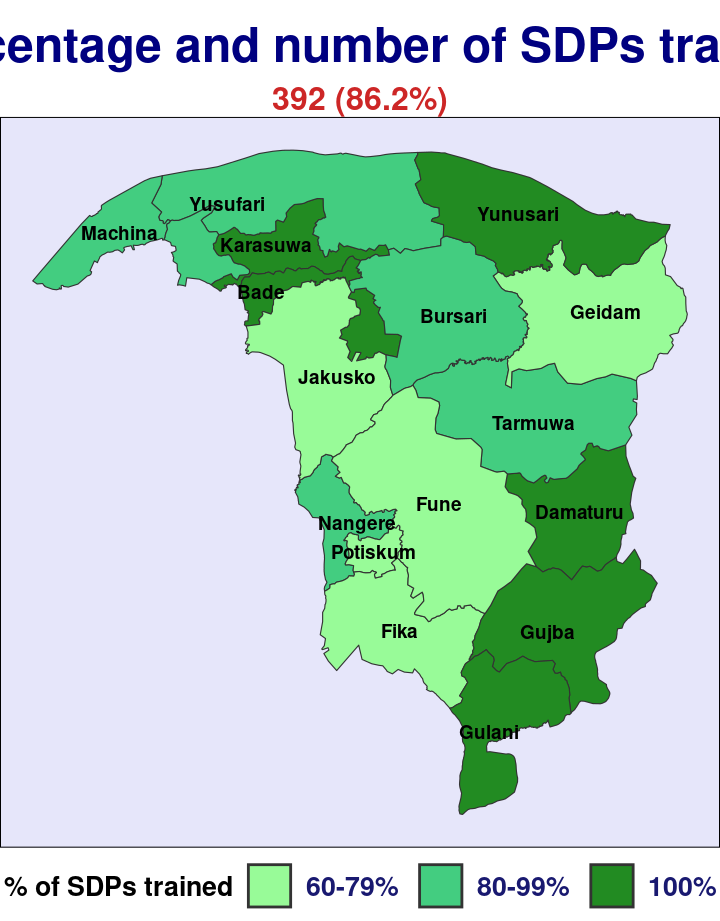 centage and number of SDPs tra
392 (86.2%)
Yusufari
Yunusari
Machina
Karasuwa
Bade
Geidam
Bursari
Jakusko
Tarmuwa
Fune
Damaturu
Nangere
Potiskum
Fika
Gujba
Gulani
% of SDPs trained 60-79% 80-99% 100%